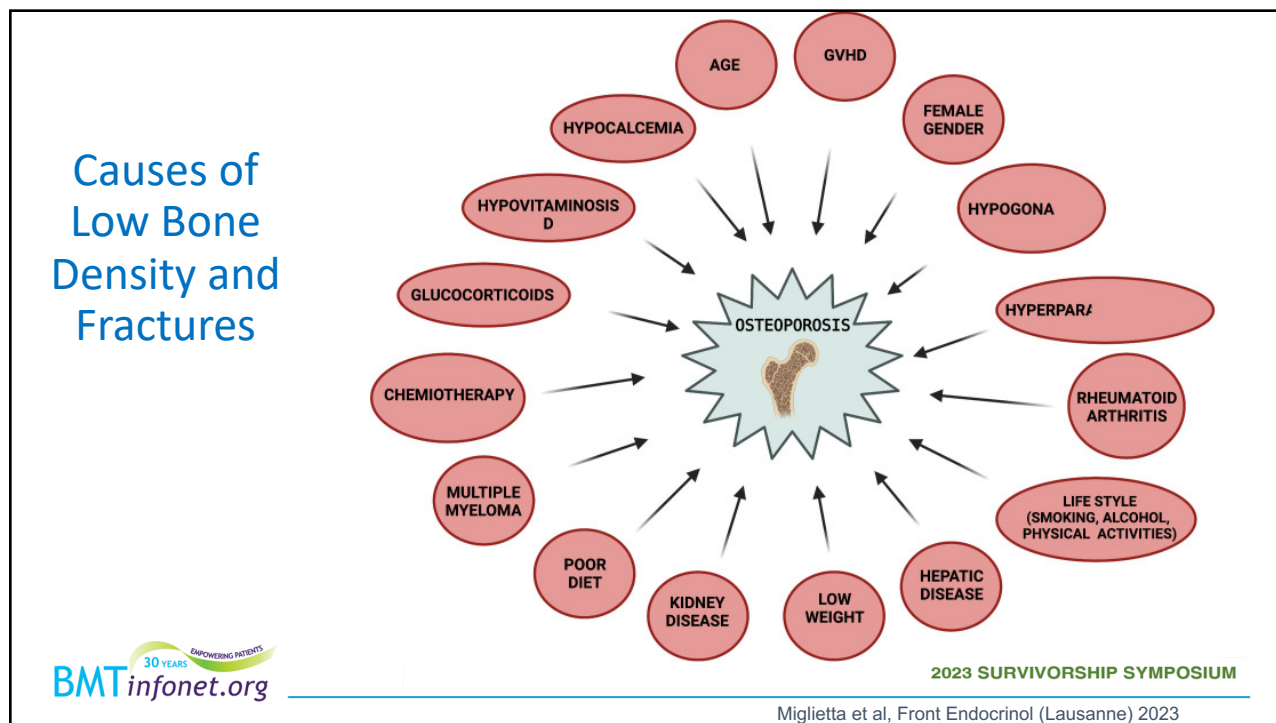 Causes of
Low Bone
Density and
Fractures
AGE
GVHD
FEMALE
GENDER
HYPOCALCEMIA
HYPOGONA
HYPOVITAMINOSIS
D
GLUCOCORTICOIDS
HYPERPARA
OSTEOPOROSIS
CHEMIOTHERAPY
RHEUMATOID
ARTHRITIS
MULTIPLE
MYELOMA
LIFE STYLE
(SMOKING, ALCOHOL,
PHYSICAL ACTIVITIES)
POOR
DIET
KIDNEY
DISEASE
LOW
WEIGHT
HEPATIC
DISEASE
30 YEARS
EMPOWERING PATIENTS
BMTinfonet.org
2023 SURVIVORSHIP SYMPOSIUM
Miglietta et al, Front Endocrinol (Lausanne) 2023